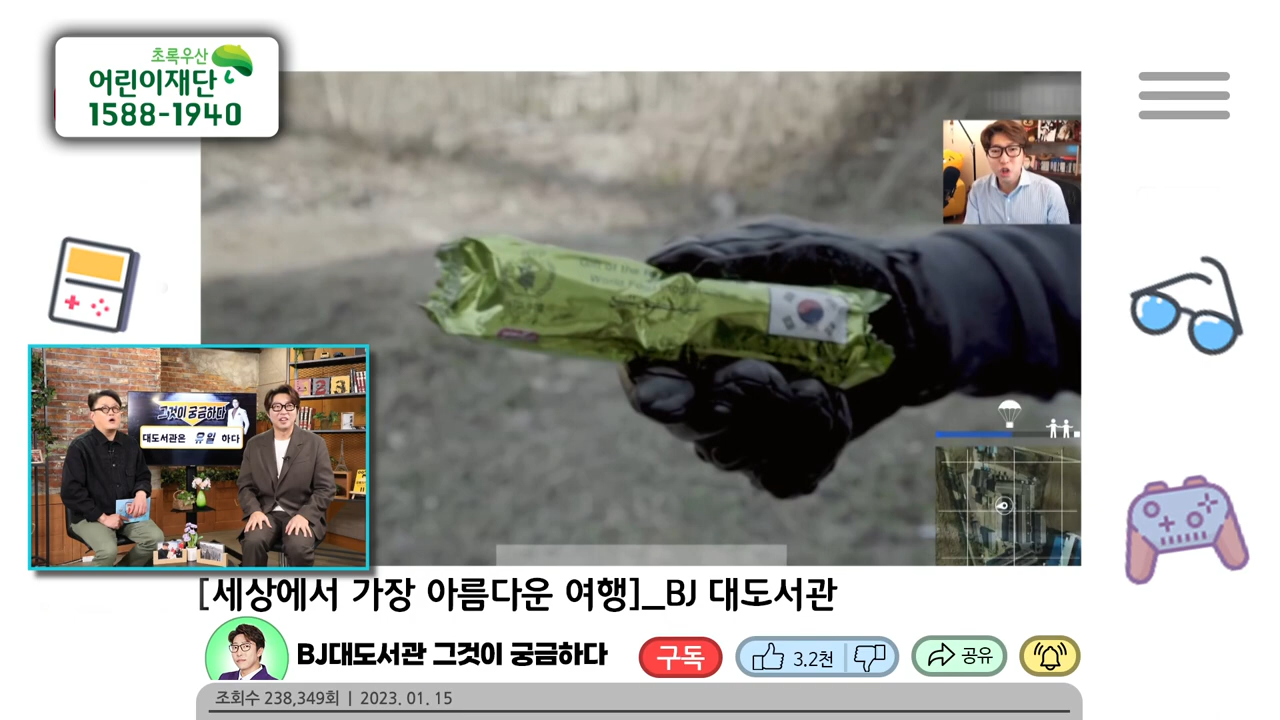 초록우산
어린이재단
1588-1940
그것이 궁금하다
대도서관은 유일 하다
[세상에서 가장 아름다운 여행]_BJ 대도서관
BJ대도서관 그것이 궁금하다
구독
3.2천
공유
조회수 238,349회 | 2023. 01. 15